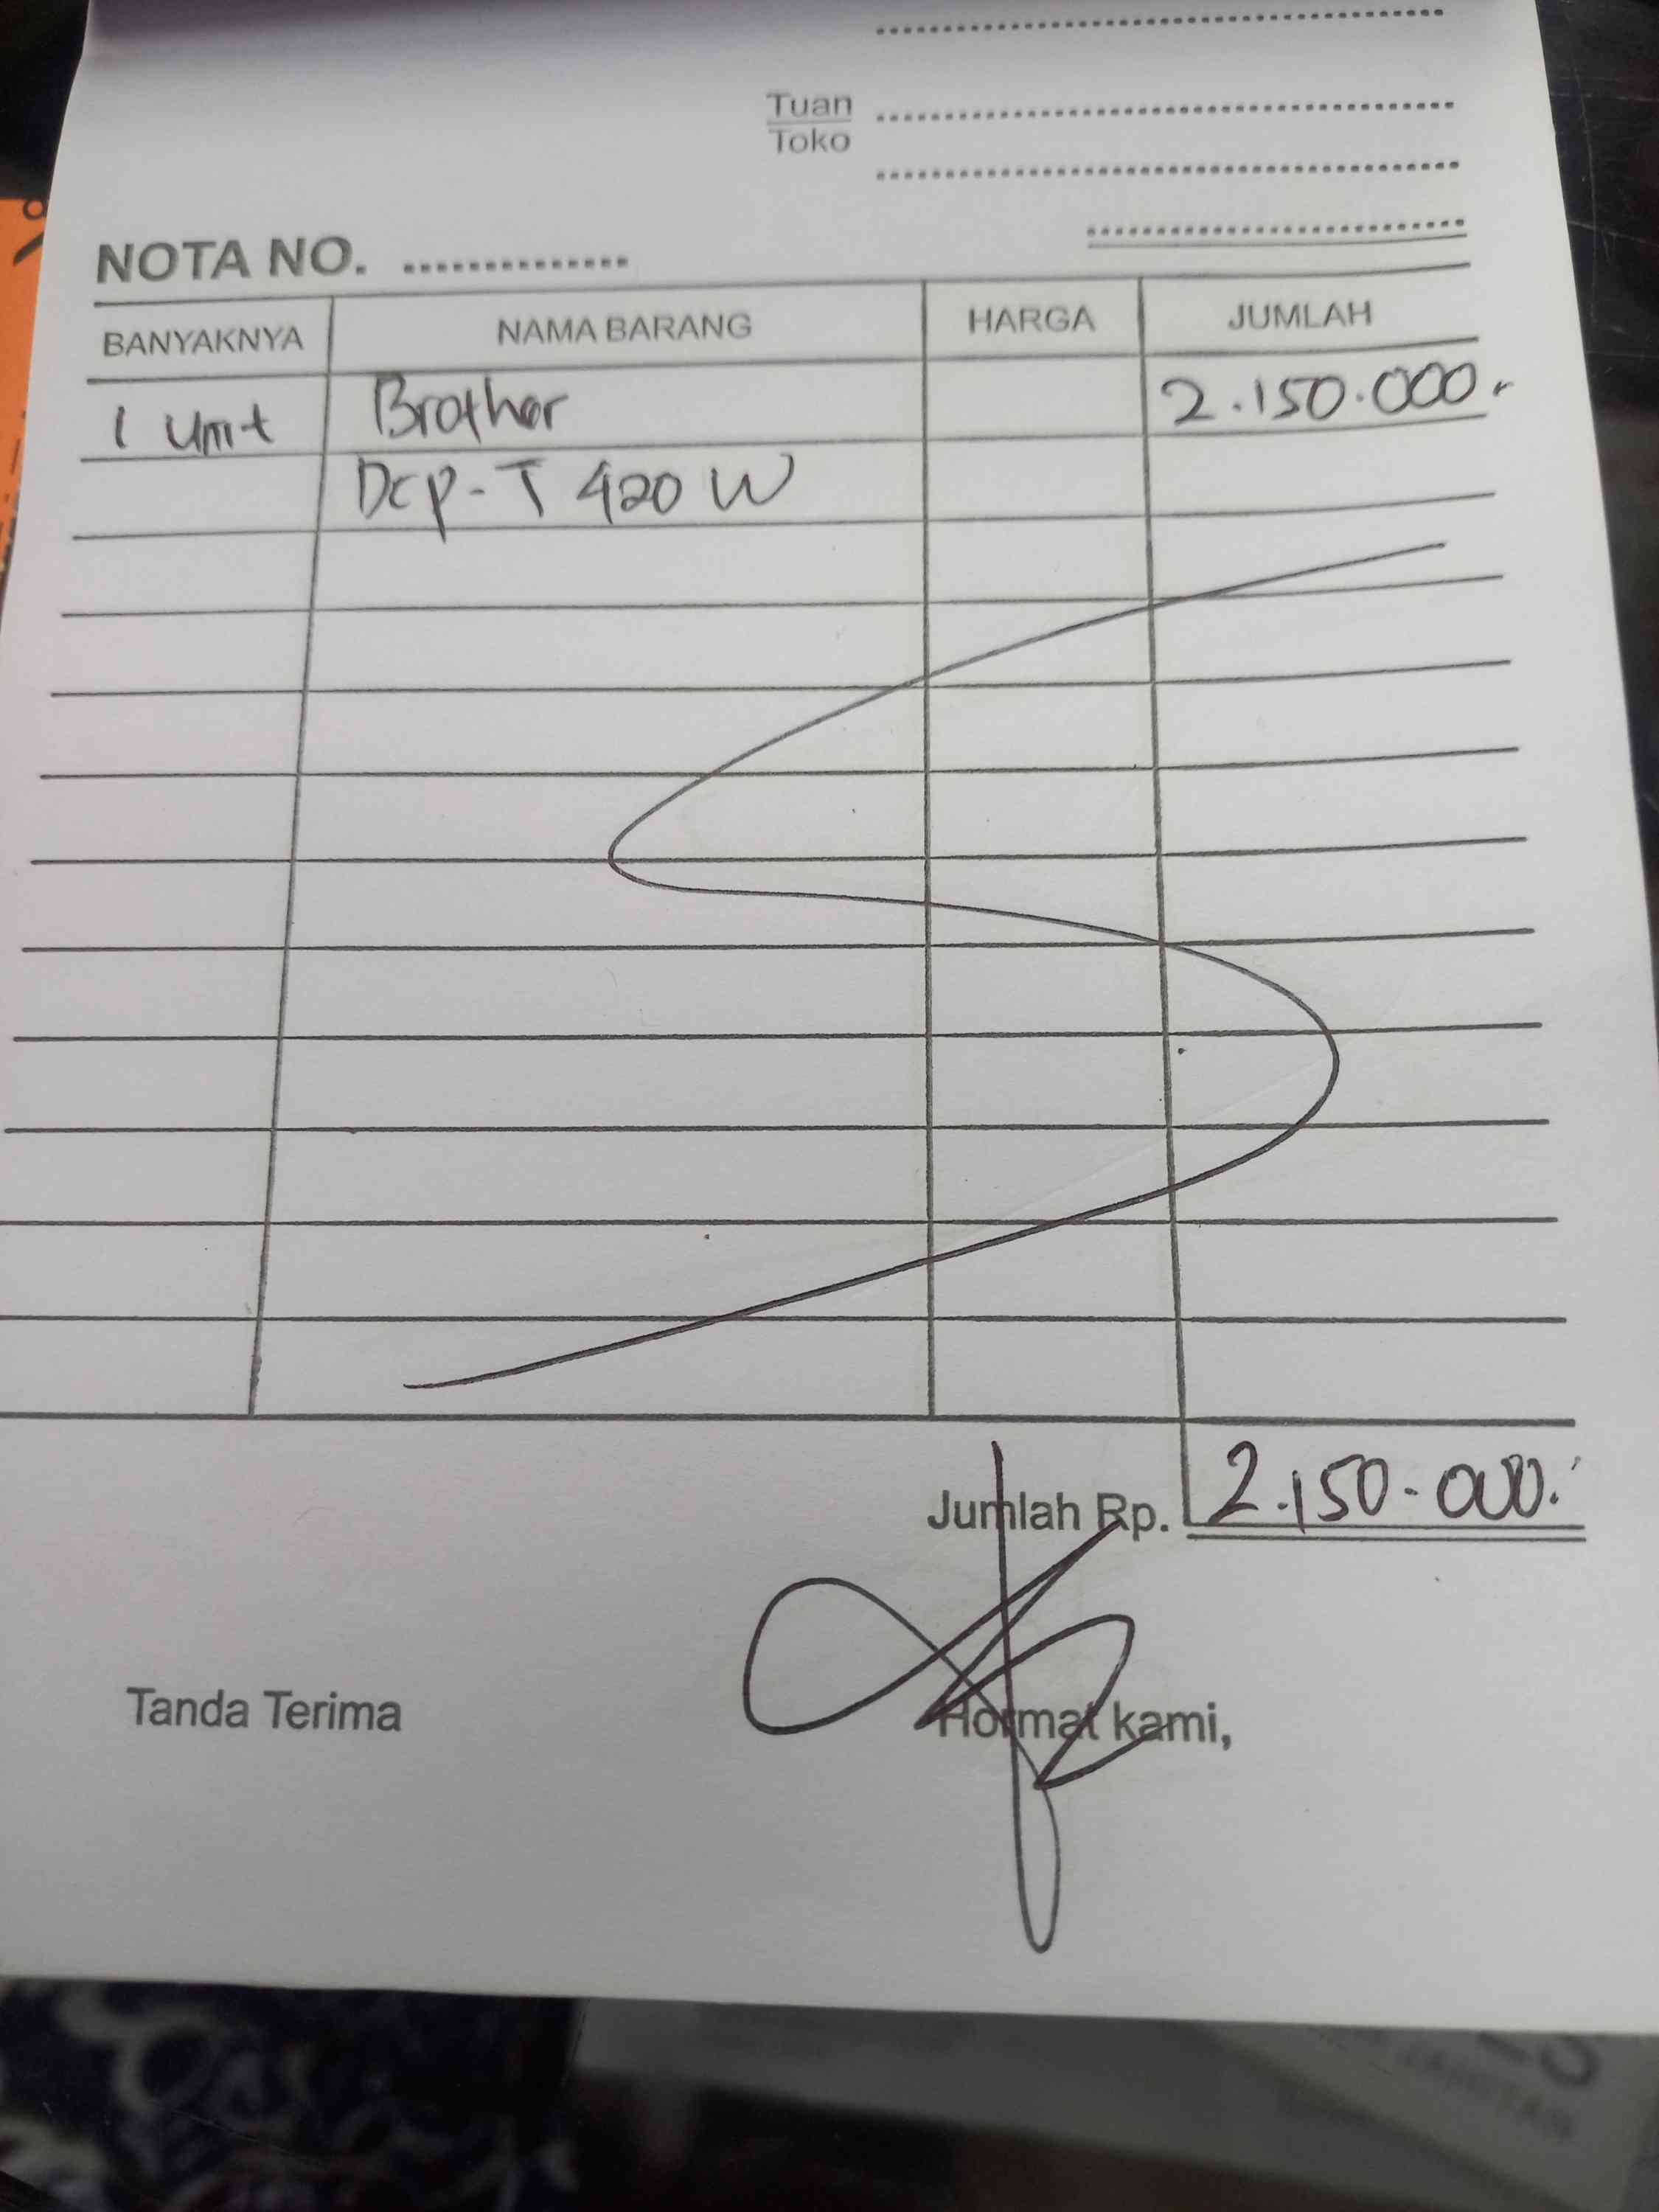 Tuan
Toko
NOTA NO. ..............
BANYAKNYA NAMA BARANG HARGA JUMLAH
1 Unit Brother 2.150.000.-
Dcp-T 420 W
Jumlah Rp. 2.150.000.-
Tanda Terima Hormat kami,